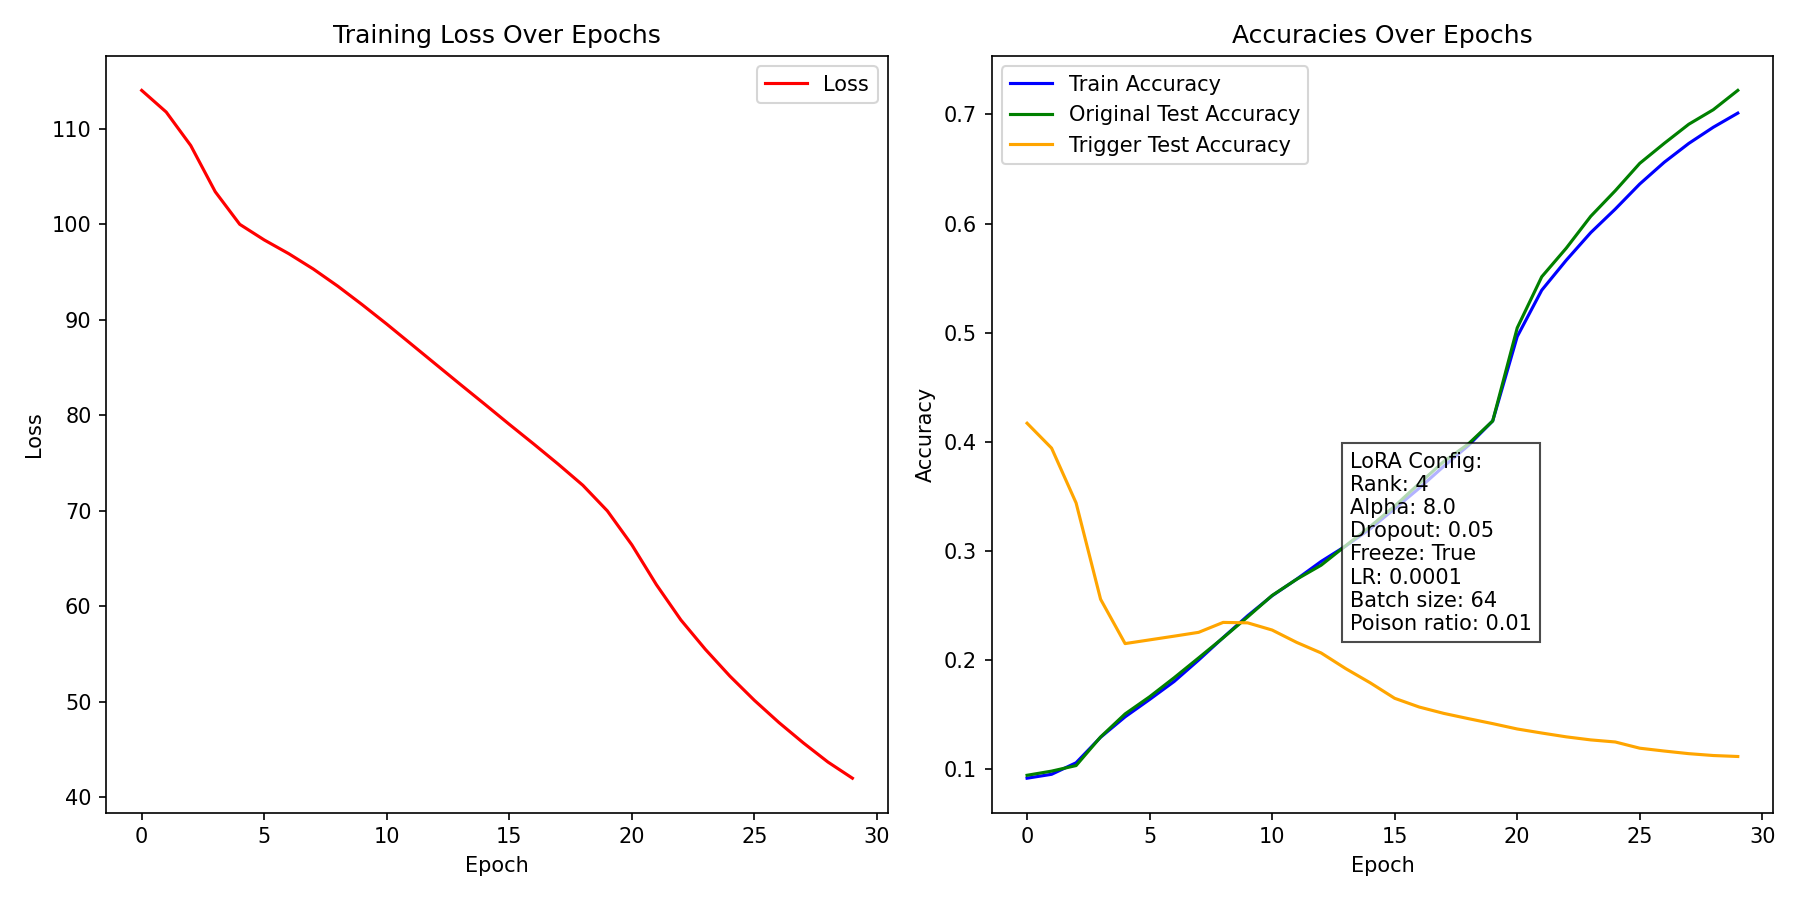 Training Loss Over Epochs
Loss
110
100
90
80
70
60
50
40
Loss
0 5 10 15 20 25 30
Epoch
Accuracies Over Epochs
Train Accuracy
Original Test Accuracy
Trigger Test Accuracy
0.7
0.6
0.5
0.4
0.3
0.2
0.1
Accuracy
LoRA Config:
Rank: 4
Alpha: 8.0
Dropout: 0.05
Freeze: True
LR: 0.0001
Batch size: 64
Poison ratio: 0.01
0 5 10 15 20 25 30
Epoch